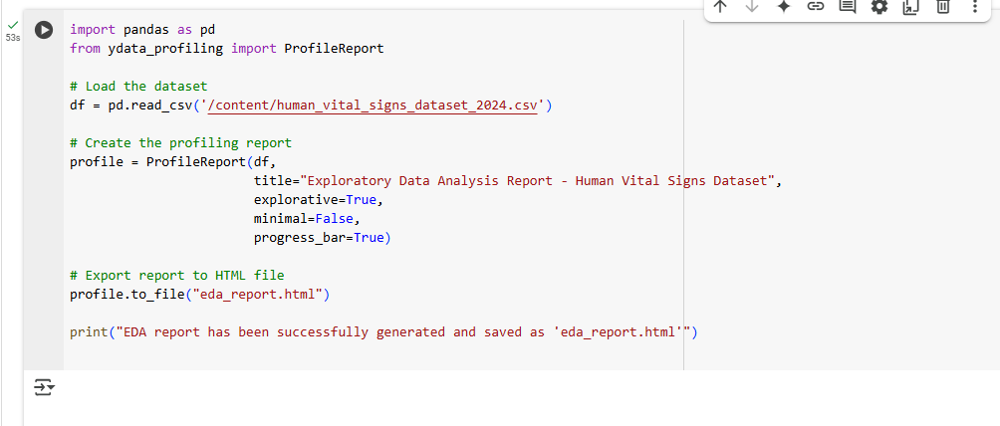 53s
import pandas as pd
from ydata_profiling import ProfileReport
# Load the dataset
df = pd.read_csv('/content/human_vital_signs_dataset_2024.csv')
# Create the profiling report
profile = ProfileReport(df,
title="Exploratory Data Analysis Report - Human Vital Signs Dataset",
explorative=True,
minimal=False,
progress_bar=True)
# Export report to HTML file
profile.to_file("eda_report.html")
print("EDA report has been successfully generated and saved as 'eda_report.html'")